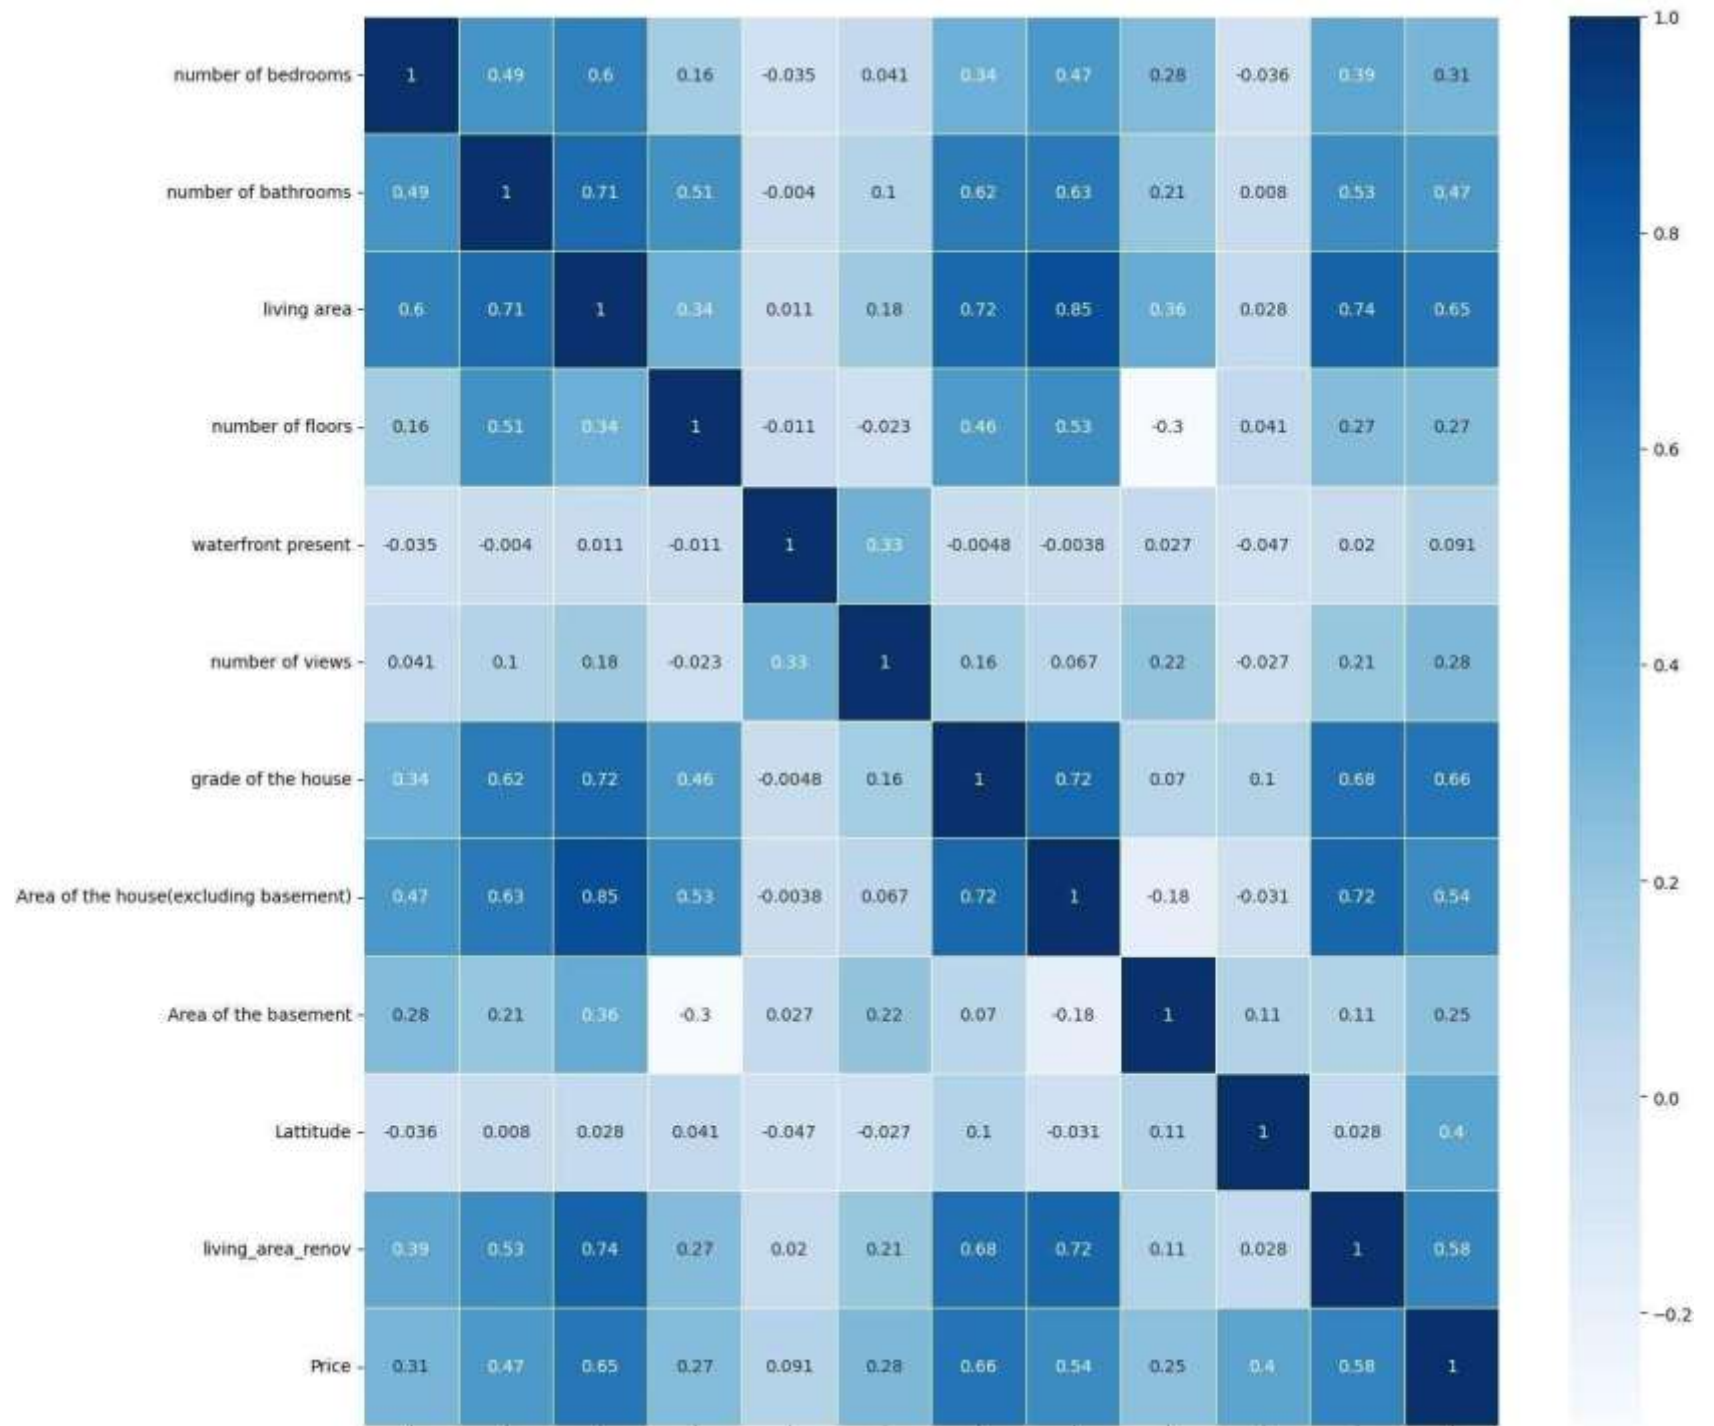 1.0
number of bedrooms 1 0.49 0.6 0.16 -0.035 0.041 0.34 0.47 0.28 -0.036 0.39 0.31
number of bathrooms 0.49 1 0.71 0.51 -0.004 0.1 0.62 0.63 0.21 0.008 0.53 0.47
0.8
living area 0.6 0.71 1 0.34 0.011 0.18 0.72 0.85 0.36 0.028 0.74 0.65
number of floors 0.16 0.51 0.34 1 -0.011 -0.023 0.46 0.53 -0.3 0.041 0.27 0.27
0.6
waterfront present -0.035 -0.004 0.011 -0.011 1 0.33 -0.0048 -0.0038 0.027 -0.047 0.02 0.091
number of views 0.041 0.1 0.18 -0.023 0.33 1 0.16 0.067 0.22 -0.027 0.21 0.28
0.4
grade of the house 0.34 0.62 0.72 0.46 -0.0048 0.16 1 0.72 0.07 0.1 0.68 0.66
0.2
Area of the house(excluding basement) 0.47 0.63 0.85 0.53 -0.0038 0.067 0.72 1 -0.18 -0.031 0.72 0.54
Area of the basement 0.28 0.21 0.36 -0.3 0.027 0.22 0.07 -0.18 1 0.11 0.11 0.25
0.0
Lattitude -0.036 0.008 0.028 0.041 -0.047 -0.027 0.1 -0.031 0.11 1 0.028 0.4
living_area_renov 0.39 0.53 0.74 0.27 0.02 0.21 0.68 0.72 0.11 0.028 1 0.58
−0.2
Price 0.31 0.47 0.65 0.27 0.091 0.28 0.66 0.54 0.25 0.4 0.58 1